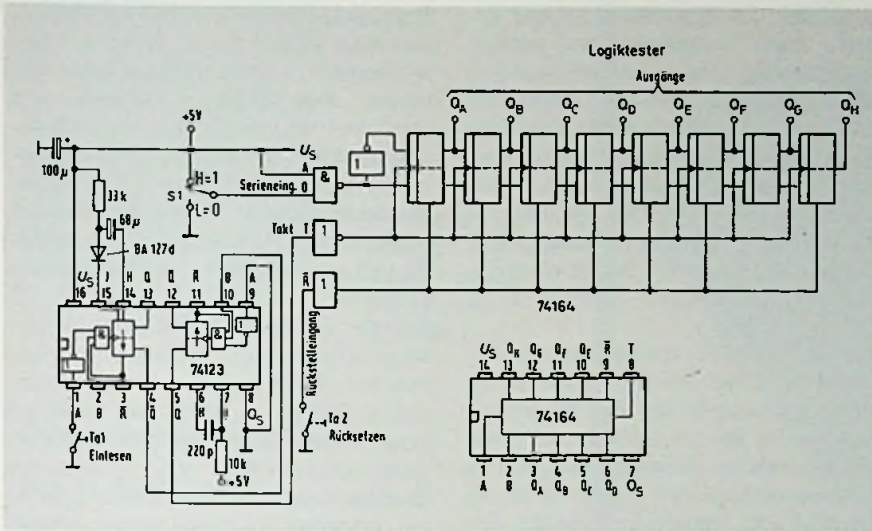 Logiktester
Ausgänge
Q_A Q_B Q_C Q_D Q_E Q_F Q_G Q_H
+5V
U_S
100µ
+
H=1
S1
L=0
Serieneing.
A
&
1
33k
68µ
BA 127d
Takt T
1
R̄
1
Rückstelleingang
74164
U_S J H Q Q̄ R̄ B A
16 15 14 13 12 11 10 9
&
1
&
1
74123
1 2 3 4 5 6 7 8
A B R̄ Q̄ Q H
Ta1
Einlesen
220p
10k
+5V
Ta2
Rücksetzen
U_S Q_H Q_G Q_F Q_E R̄ T
14 13 12 11 10 9 8
74164
1 2 3 4 5 6 7
A B Q_A Q_B Q_C Q_D O_S